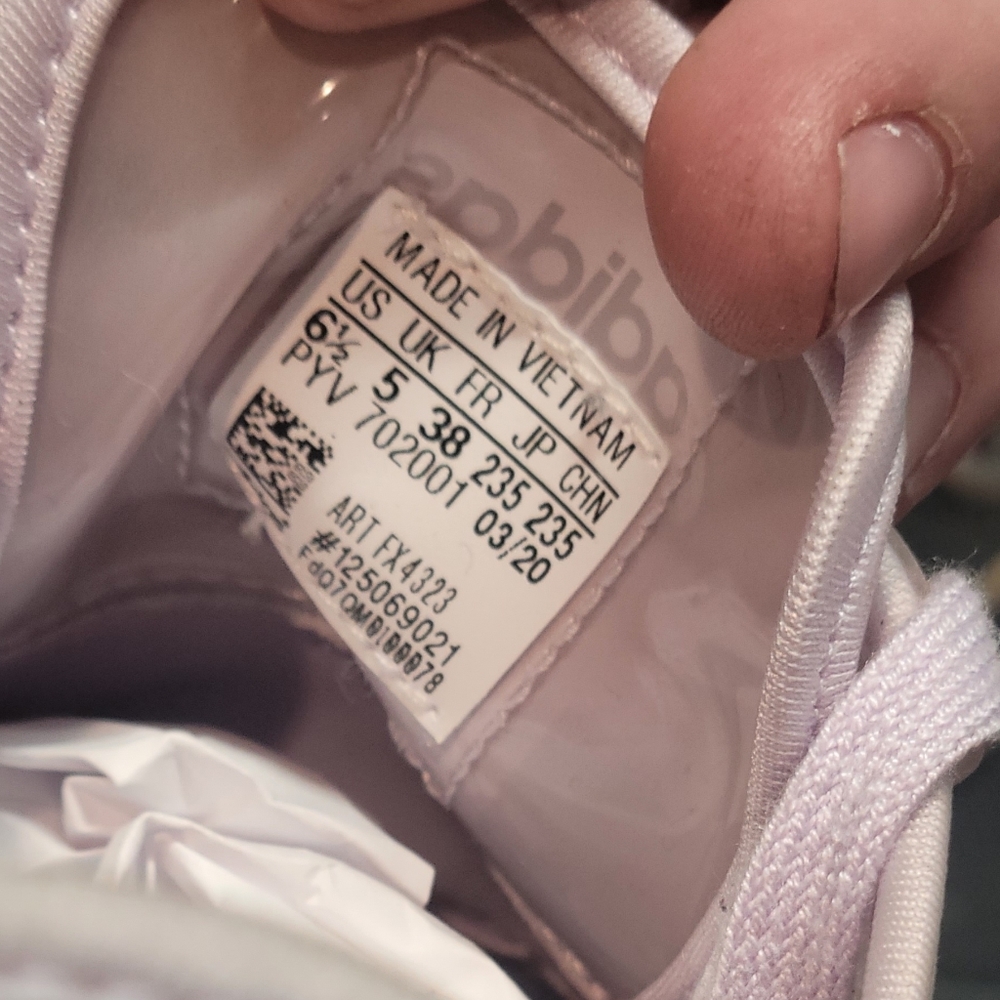 adidas
MADE IN VIETNAM
US UK FR JP CHN
6½ 5 38 235 235
PYV 702001 03/20
ART FX4323
#125069021
FdQ7QM0100078